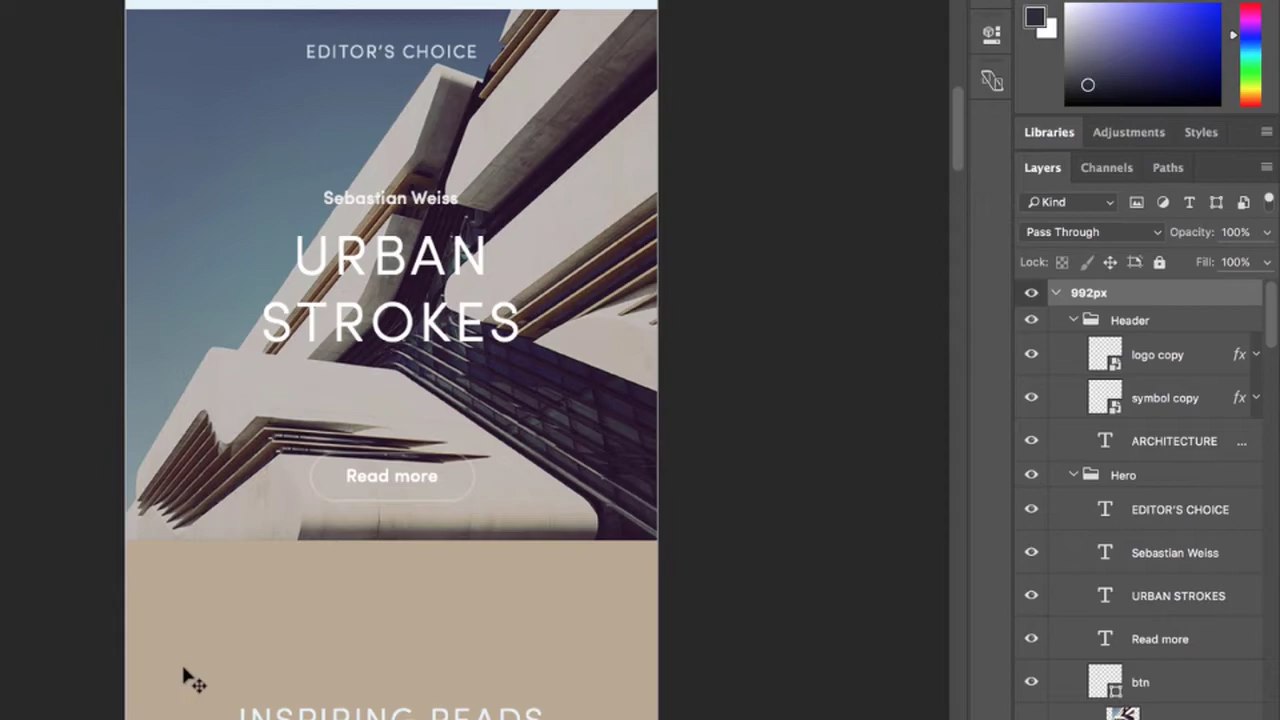 EDITOR'S CHOICE
Sebastian Weiss
URBAN
STROKES
Read more
INSPIRING READS
Libraries
Adjustments
Styles
Layers
Channels
Paths
Kind
Pass Through
Opacity: 100%
Lock:
Fill: 100%
992px
Header
logo copy
fx
symbol copy
fx
T
ARCHITECTURE ...
Hero
T
EDITOR'S CHOICE
T
Sebastian Weiss
T
URBAN STROKES
T
Read more
btn